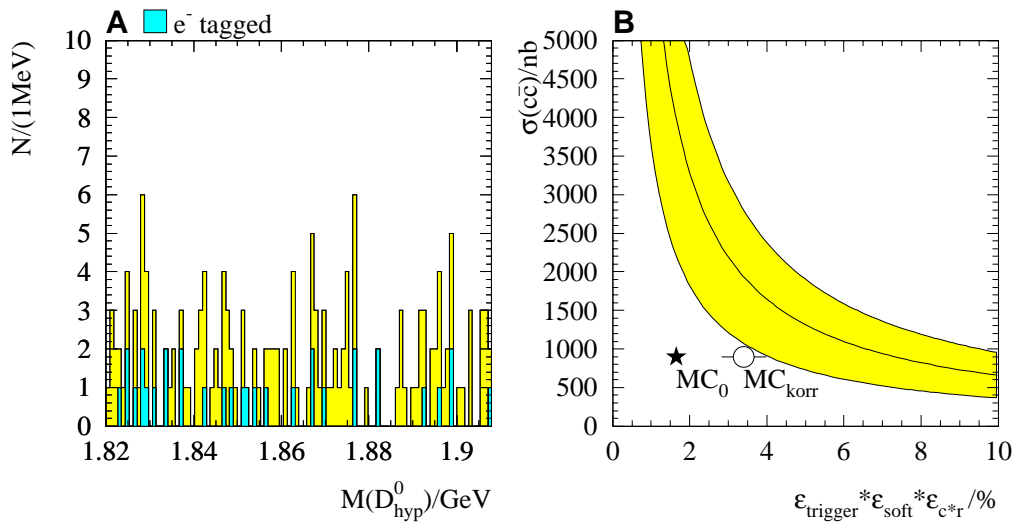 A e⁻ tagged
N/(1MeV)
10
9
8
7
6
5
4
3
2
1
0
1.82 1.84 1.86 1.88 1.9
M(D⁰hyp)/GeV
B
σ(cc̄)/nb
5000
4500
4000
3500
3000
2500
2000
1500
1000
500
0
MC₀ MCkorr
0 2 4 6 8 10
εtrigger*εsoft*εc*r/%